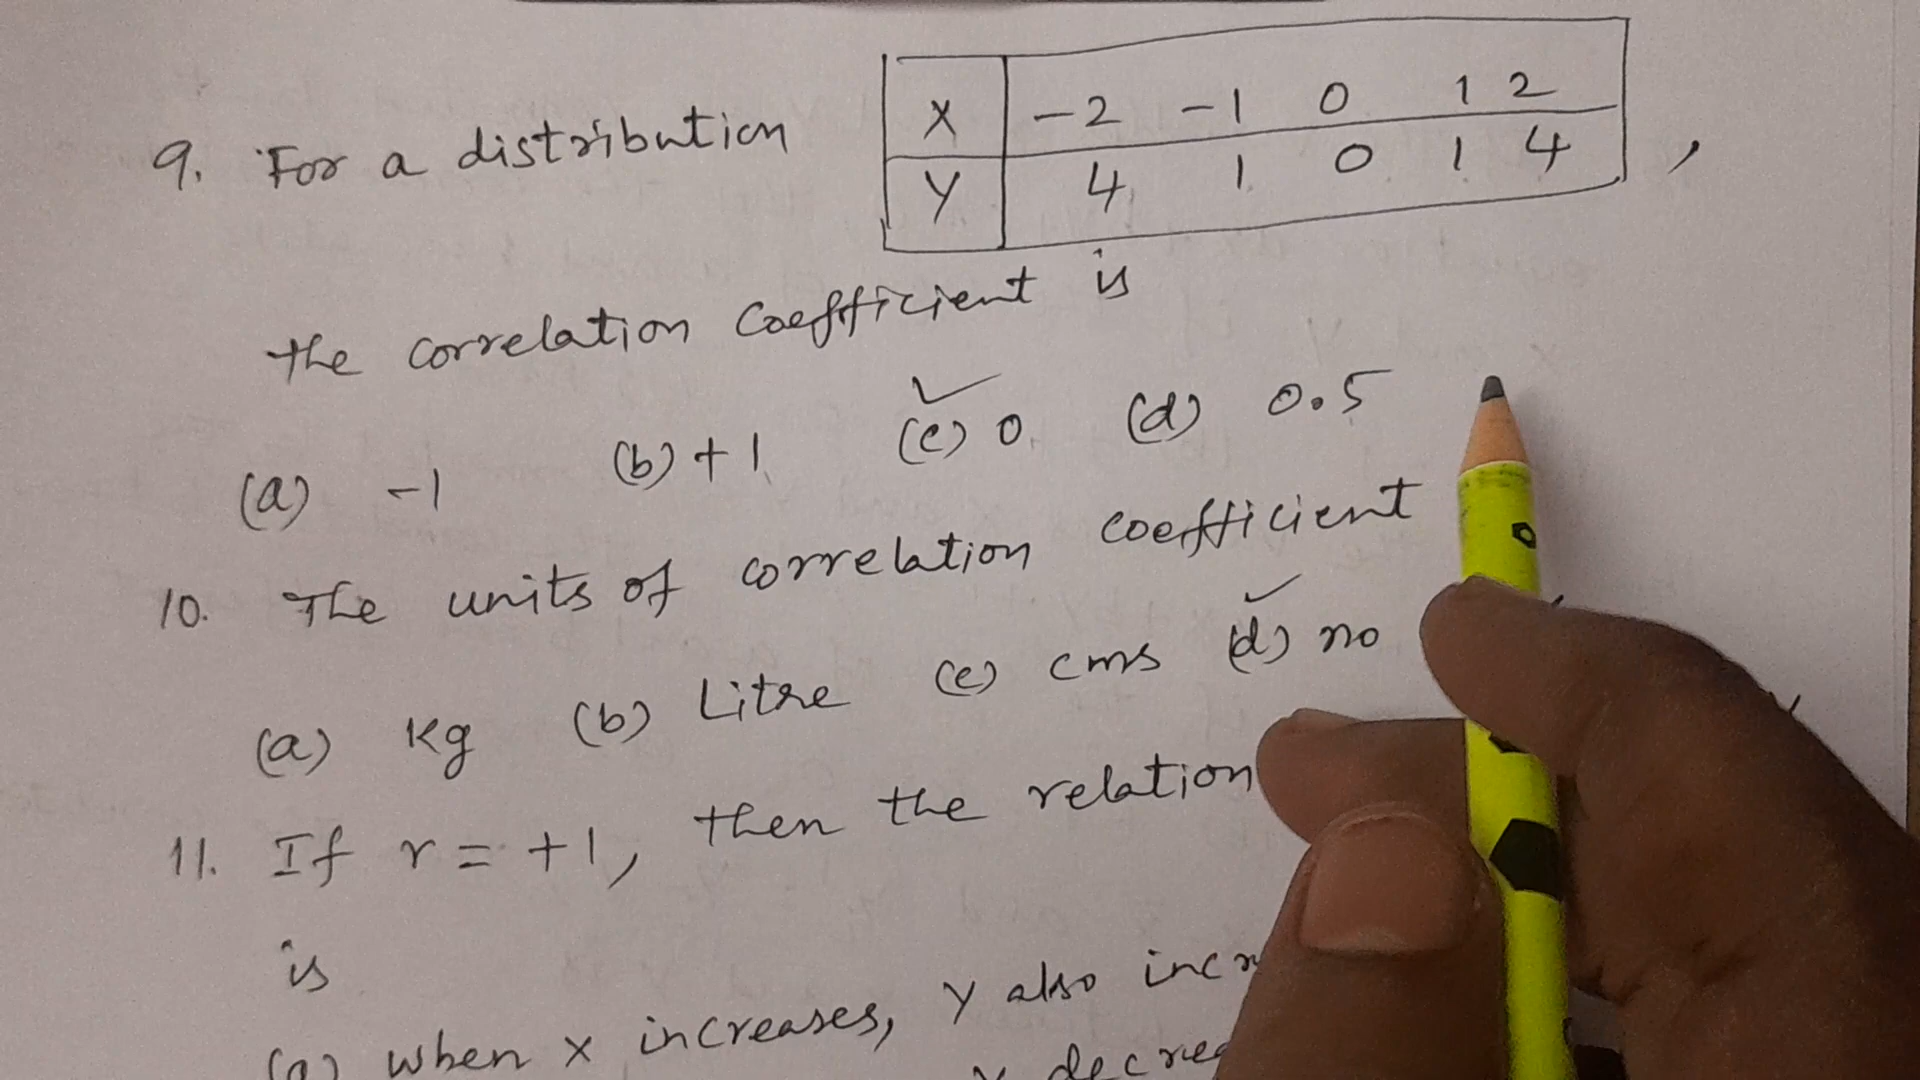 9. For a distribution
X -2 -1 0 1 2
Y 4 1 0 1 4 ,
the correlation Coefficient is
(a) -1 (b) +1 (c) 0 (d) 0.5
10. The units of correlation coefficient
(a) Kg (b) Litre (c) cms (d) no
11. If r = +1, then the relation
is
(a) when x increases, y also incr
decrea